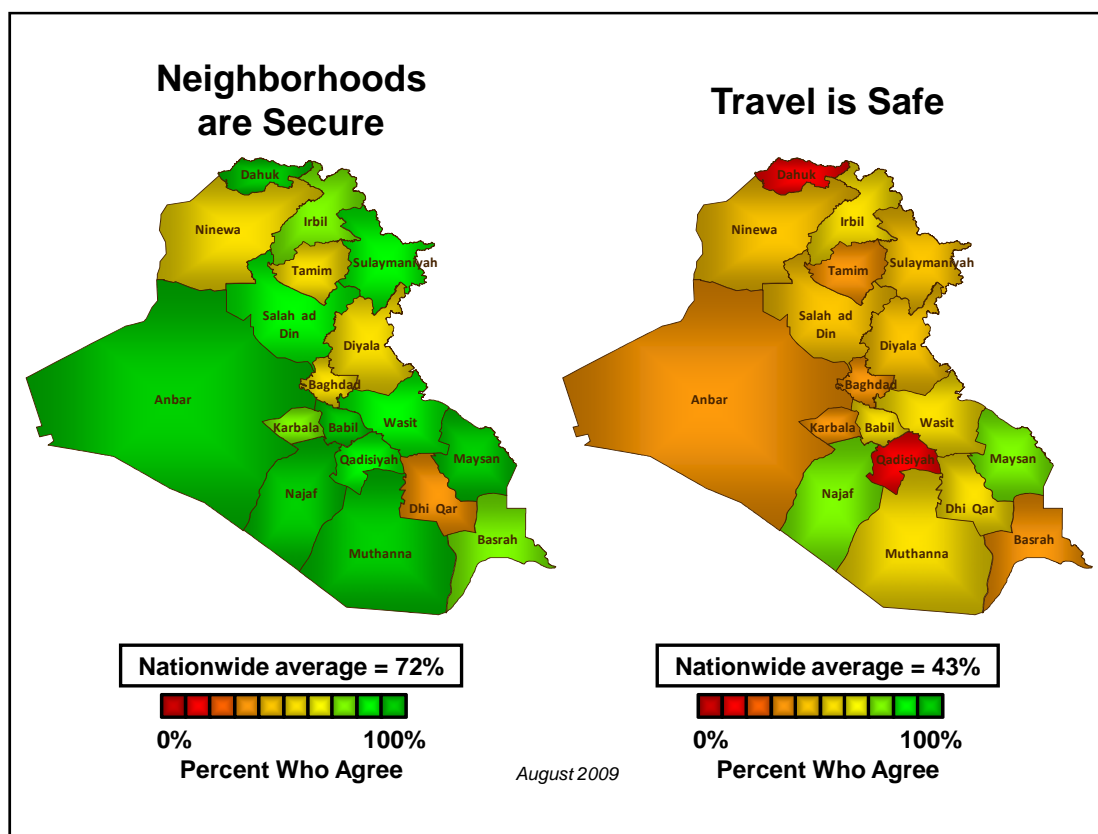 Neighborhoods
are Secure
Dahuk
Ninewa
Irbil
Tamim
Sulaymaniyah
Salah ad
Din
Diyala
Baghdad
Anbar
Karbala
Babil
Wasit
Qadisiyah
Maysan
Najaf
Dhi Qar
Muthanna
Basrah
Nationwide average = 72%
0%
100%
Percent Who Agree
Travel is Safe
Dahuk
Ninewa
Irbil
Tamim
Sulaymaniyah
Salah ad
Din
Diyala
Baghdad
Anbar
Karbala
Babil
Wasit
Qadisiyah
Maysan
Najaf
Dhi Qar
Muthanna
Basrah
Nationwide average = 43%
0%
100%
Percent Who Agree
August 2009